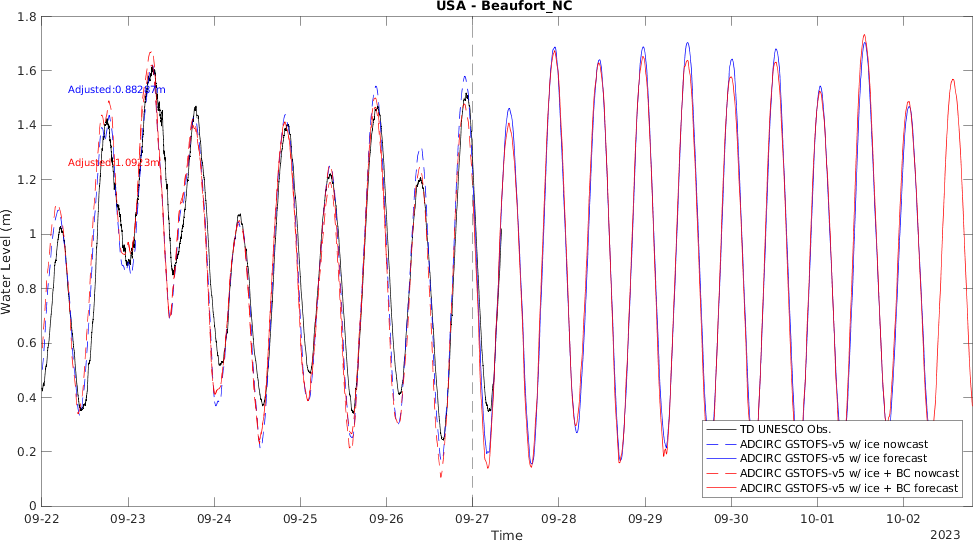 USA - Beaufort_NC
1.8
1.6
1.4
1.2
1
0.8
0.6
0.4
0.2
0
Water Level (m)
Adjusted:0.88287m
Adjusted:1.0923m
TD UNESCO Obs.
ADCIRC GSTOFS-v5 w/ ice nowcast
ADCIRC GSTOFS-v5 w/ ice forecast
ADCIRC GSTOFS-v5 w/ ice + BC nowcast
ADCIRC GSTOFS-v5 w/ ice + BC forecast
09-22 09-23 09-24 09-25 09-26 09-27 09-28 09-29 09-30 10-01 10-02
Time
2023